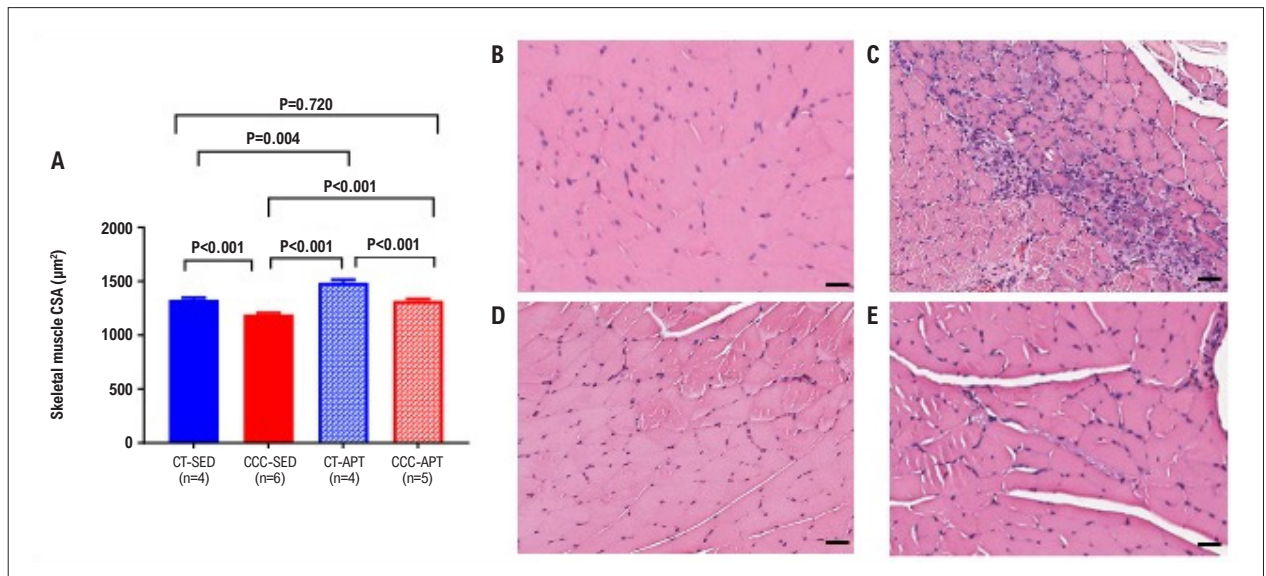 A
P=0.720
P=0.004
P<0.001
P<0.001 P<0.001 P<0.001
Skeletal muscle CSA (µm²)
2000
1500
1000
500
0
CT-SED (n=4)
CCC-SED (n=6)
CT-APT (n=4)
CCC-APT (n=5)
B
C
D
E